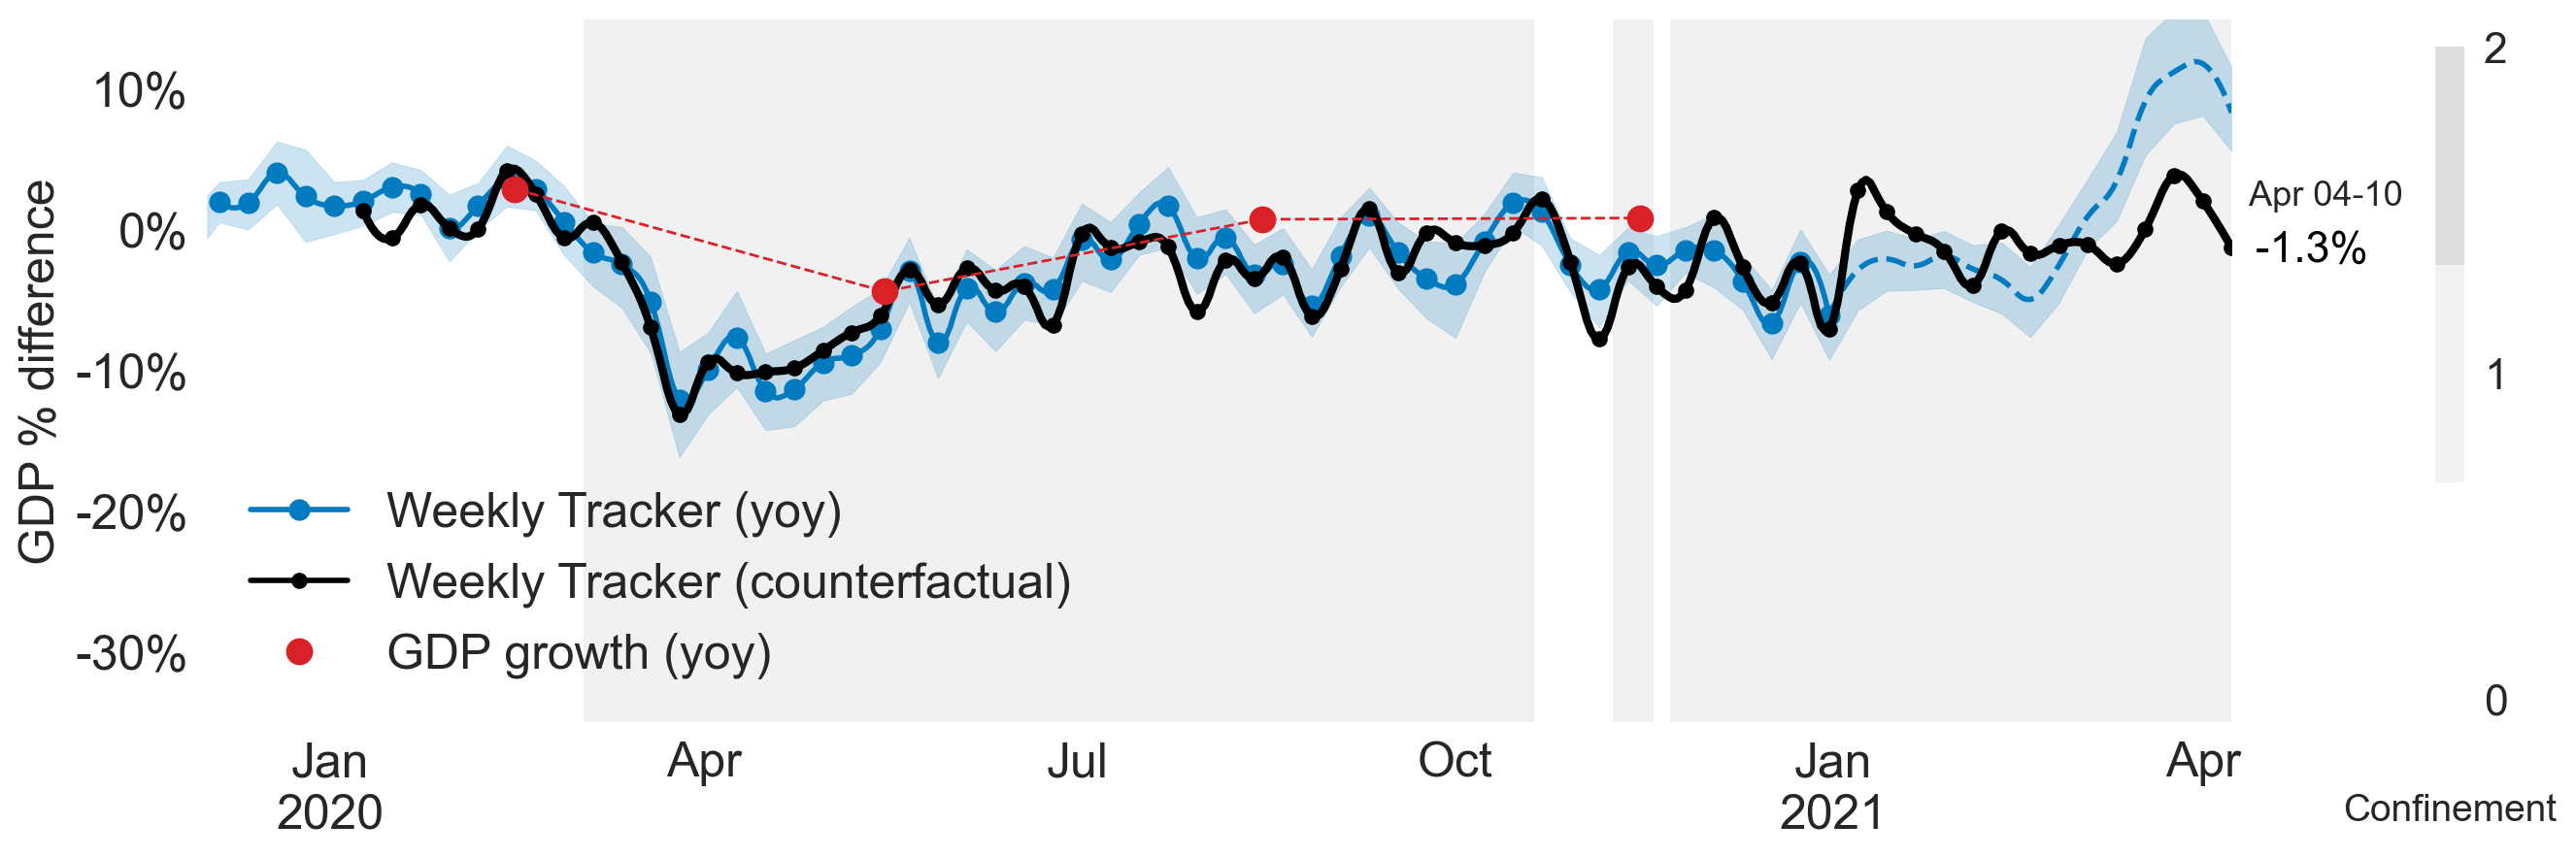 GDP % difference
10%
0%
-10%
-20%
-30%
Weekly Tracker (yoy)
Weekly Tracker (counterfactual)
GDP growth (yoy)
Jan
2020
Apr
Jul
Oct
Jan
2021
Apr
Apr 04-10
-1.3%
2
1
0
Confinement